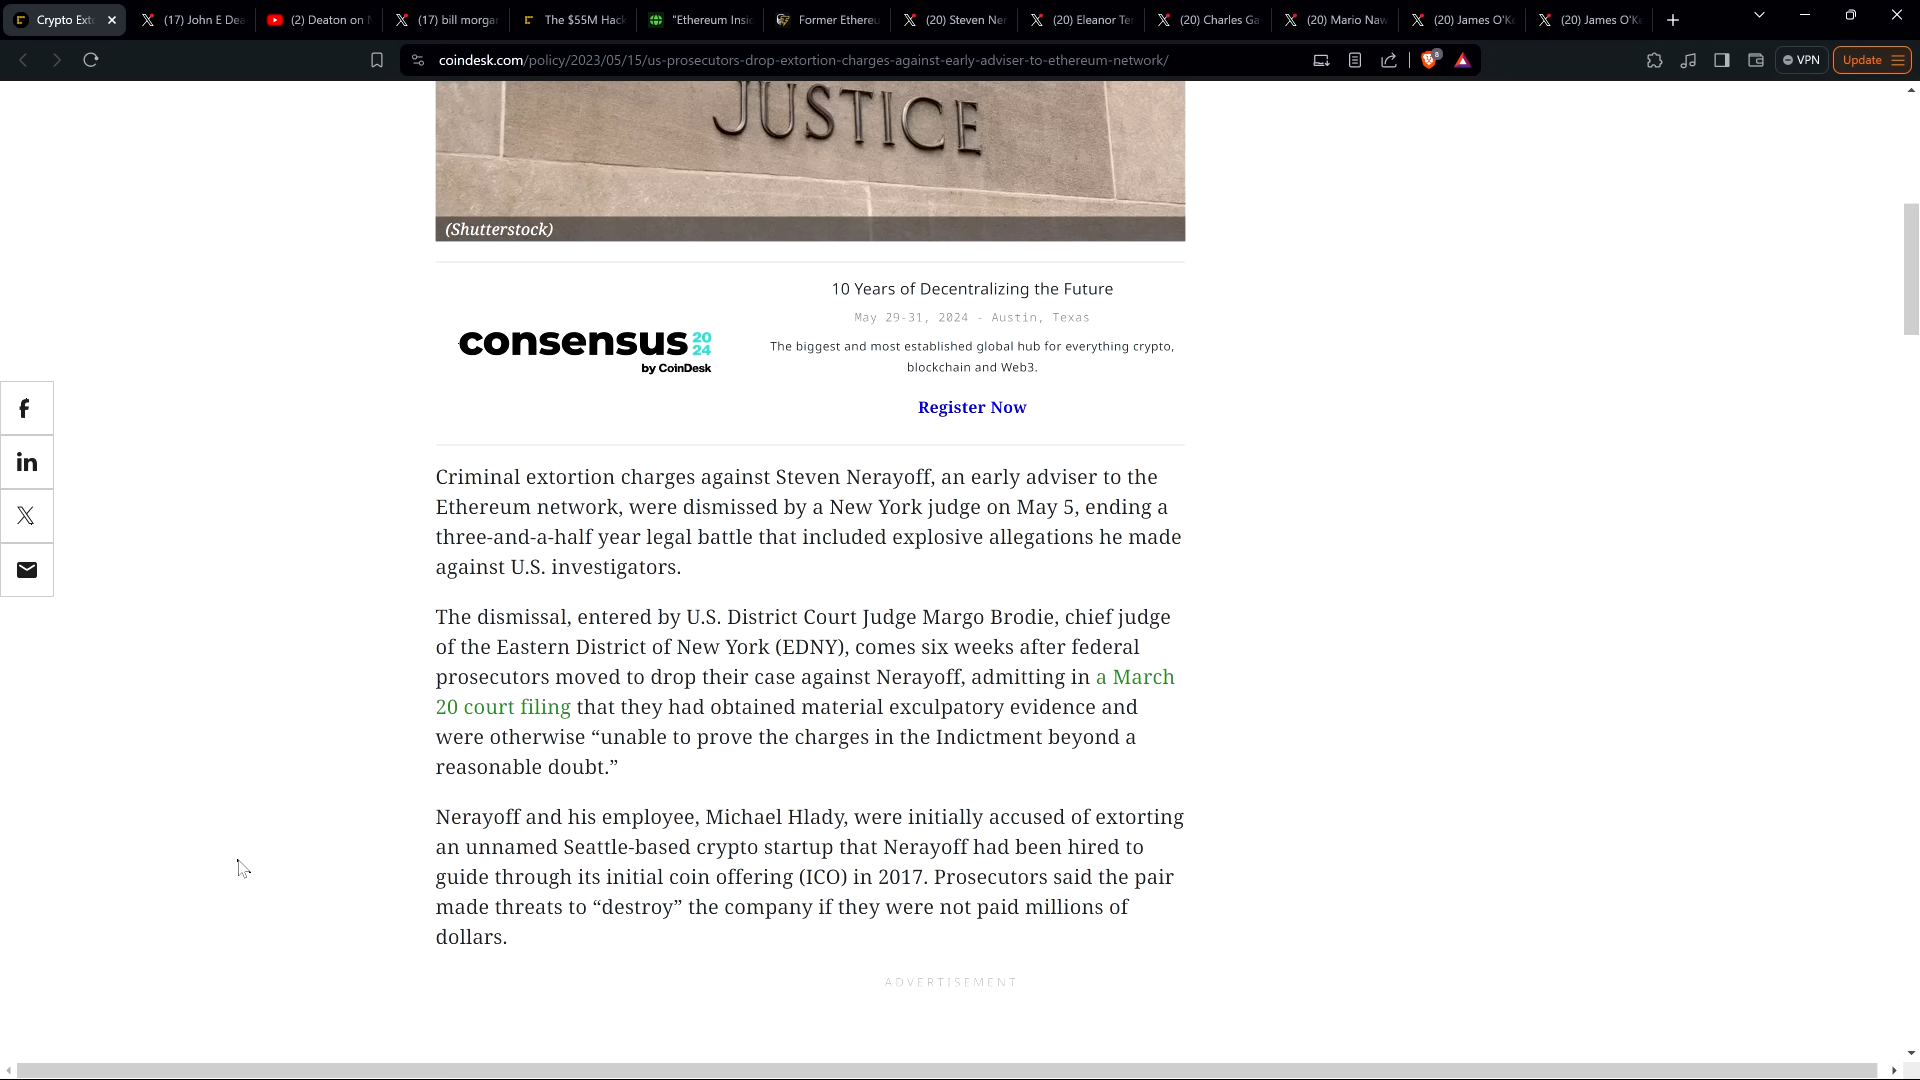 Crypto Ext
(17) John E Dea
(2) Deaton on
(17) bill morgan
The $55M Hack
"Ethereum Insid
Former Ethereu
(20) Steven Ner
(20) Eleanor Ter
(20) Charles Ga
(20) Mario Naw
(20) James O'Ke
(20) James O'Ke
coindesk.com/policy/2023/05/15/us-prosecutors-drop-extortion-charges-against-early-adviser-to-ethereum-network/
8
VPN
Update
JUSTICE
(Shutterstock)
10 Years of Decentralizing the Future
May 29-31, 2024 - Austin, Texas
consensus 2024
by CoinDesk
The biggest and most established global hub for everything crypto,
blockchain and Web3.
Register Now
Criminal extortion charges against Steven Nerayoff, an early adviser to the
Ethereum network, were dismissed by a New York judge on May 5, ending a
three-and-a-half year legal battle that included explosive allegations he made
against U.S. investigators.
The dismissal, entered by U.S. District Court Judge Margo Brodie, chief judge
of the Eastern District of New York (EDNY), comes six weeks after federal
prosecutors moved to drop their case against Nerayoff, admitting in a March
20 court filing that they had obtained material exculpatory evidence and
were otherwise “unable to prove the charges in the Indictment beyond a
reasonable doubt.”
Nerayoff and his employee, Michael Hlady, were initially accused of extorting
an unnamed Seattle-based crypto startup that Nerayoff had been hired to
guide through its initial coin offering (ICO) in 2017. Prosecutors said the pair
made threats to “destroy” the company if they were not paid millions of
dollars.
ADVERTISEMENT